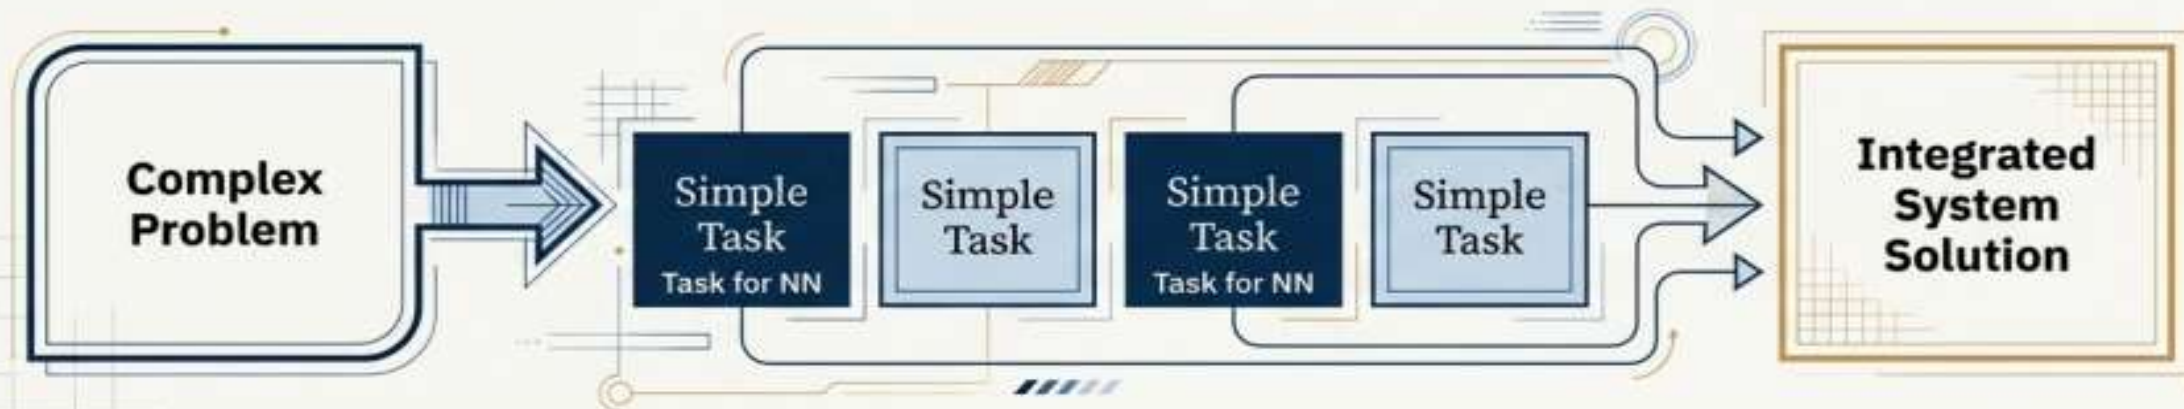 Complex
Problem
Simple
Task
Task for NN
Simple
Task
Simple
Task
Task for NN
Simple
Task
Integrated
System
Solution